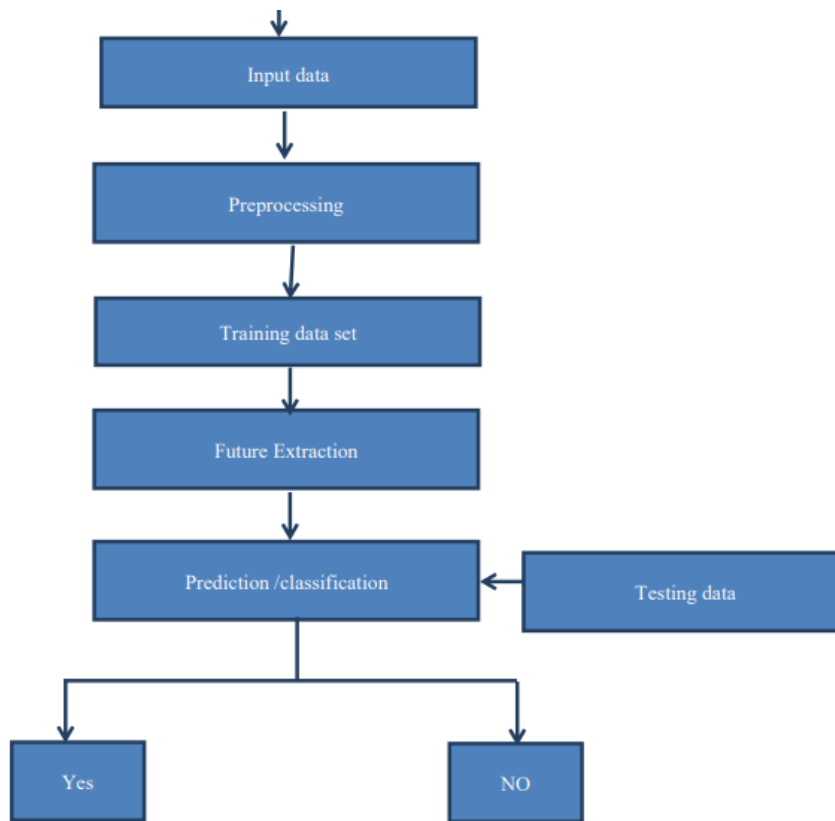 Input data
Preprocessing
Training data set
Future Extraction
Prediction /classification
Testing data
Yes
NO